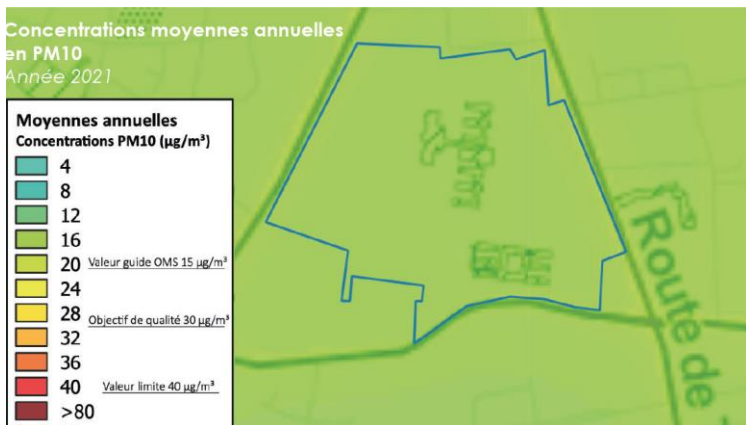 Concentrations moyennes annuelles
en PM10
Année 2021
Moyennes annuelles
Concentrations PM10 (µg/m³)
4
8
12
16
20 Valeur guide OMS 15 µg/m³
24
28 Objectif de qualité 30 µg/m³
32
36
40 Valeur limite 40 µg/m³
>80
Route de